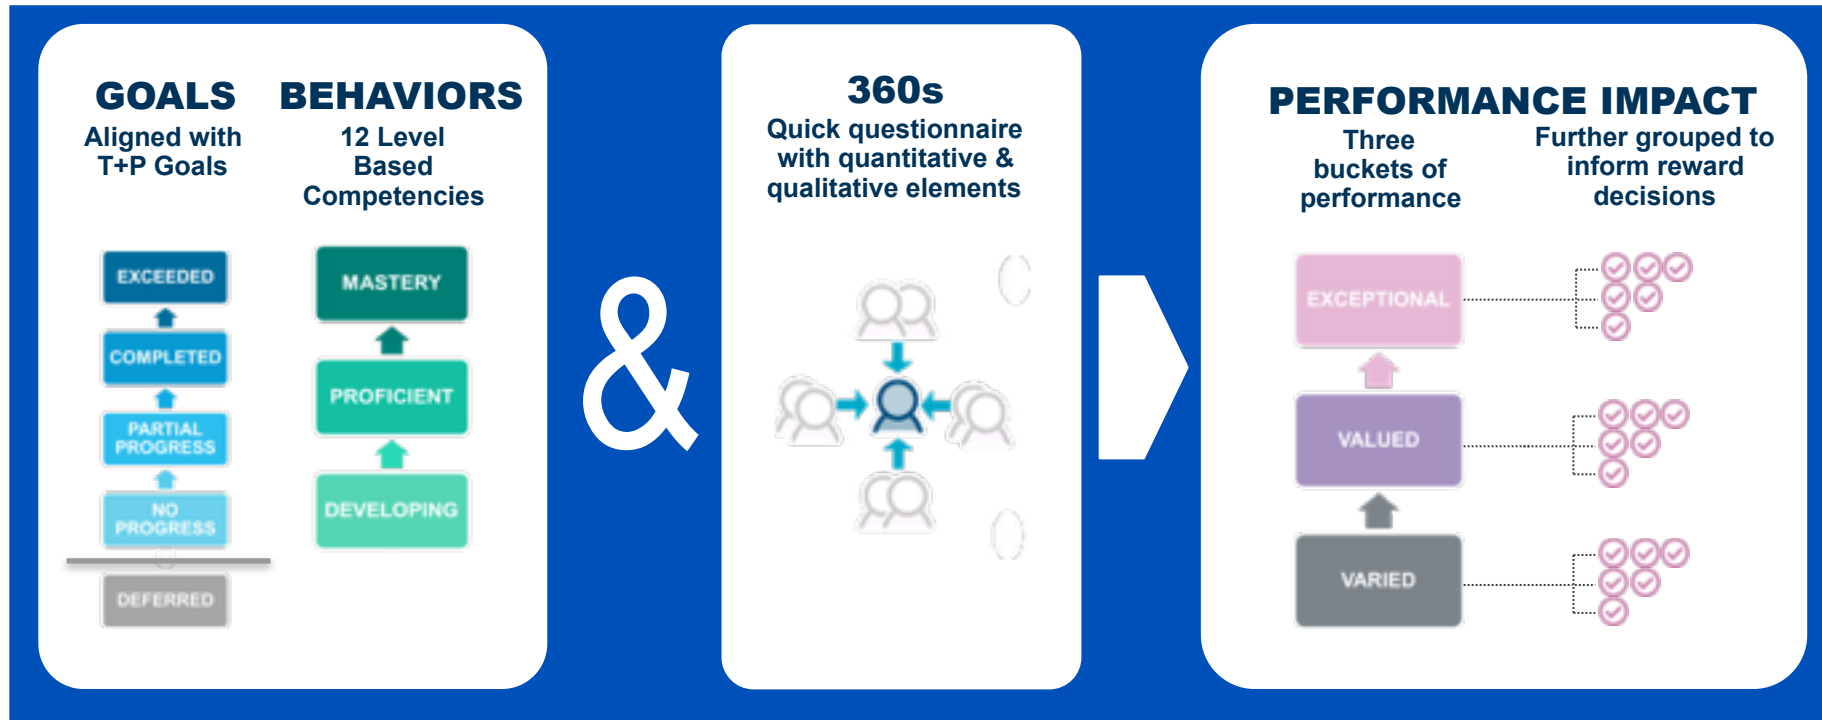 GOALS
Aligned with
T+P Goals
EXCEEDED
COMPLETED
PARTIAL
PROGRESS
NO
PROGRESS
DEFERRED
BEHAVIORS
12 Level
Based
Competencies
MASTERY
PROFICIENT
DEVELOPING
&
360s
Quick questionnaire
with quantitative &
qualitative elements
PERFORMANCE IMPACT
Three
buckets of
performance
Further grouped to
inform reward
decisions
EXCEPTIONAL
VALUED
VARIED